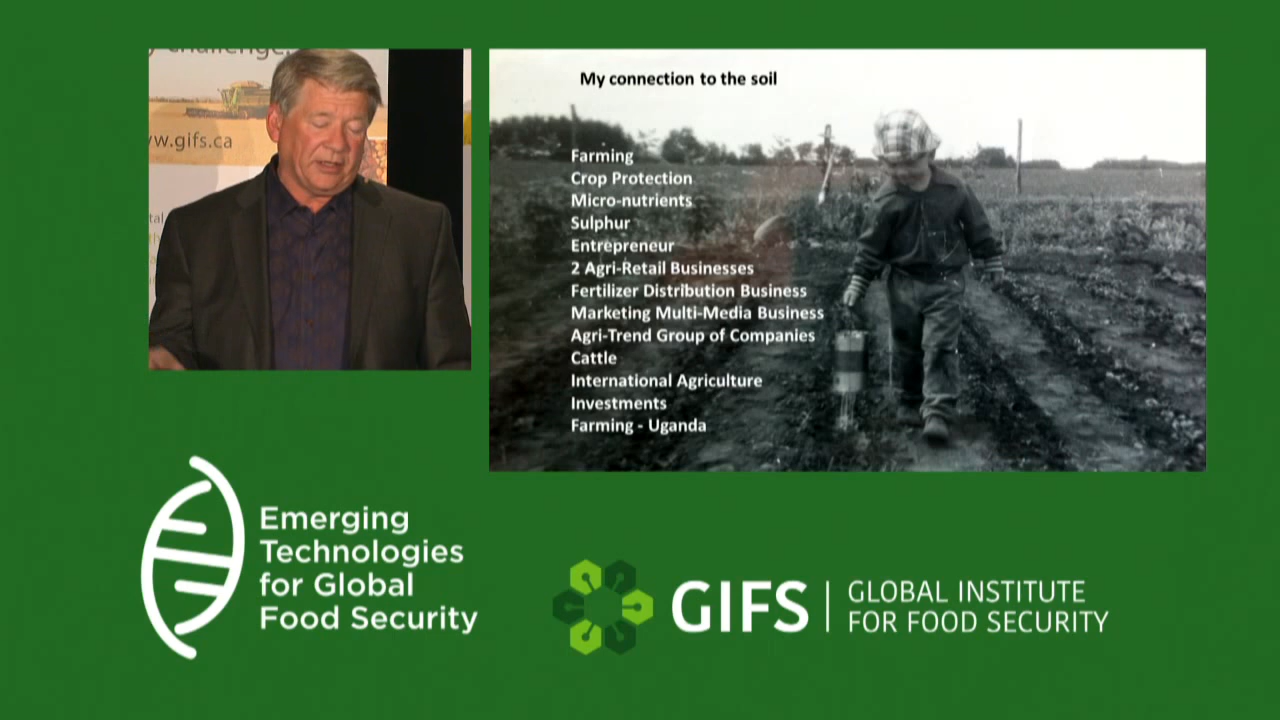 challenge.
w.gifs.ca
My connection to the soil
Farming
Crop Protection
Micro-nutrients
Sulphur
Entrepreneur
2 Agri-Retail Businesses
Fertilizer Distribution Business
Marketing Multi-Media Business
Agri-Trend Group of Companies
Cattle
International Agriculture
Investments
Farming - Uganda
Emerging
Technologies
for Global
Food Security
GIFS
GLOBAL INSTITUTE
FOR FOOD SECURITY